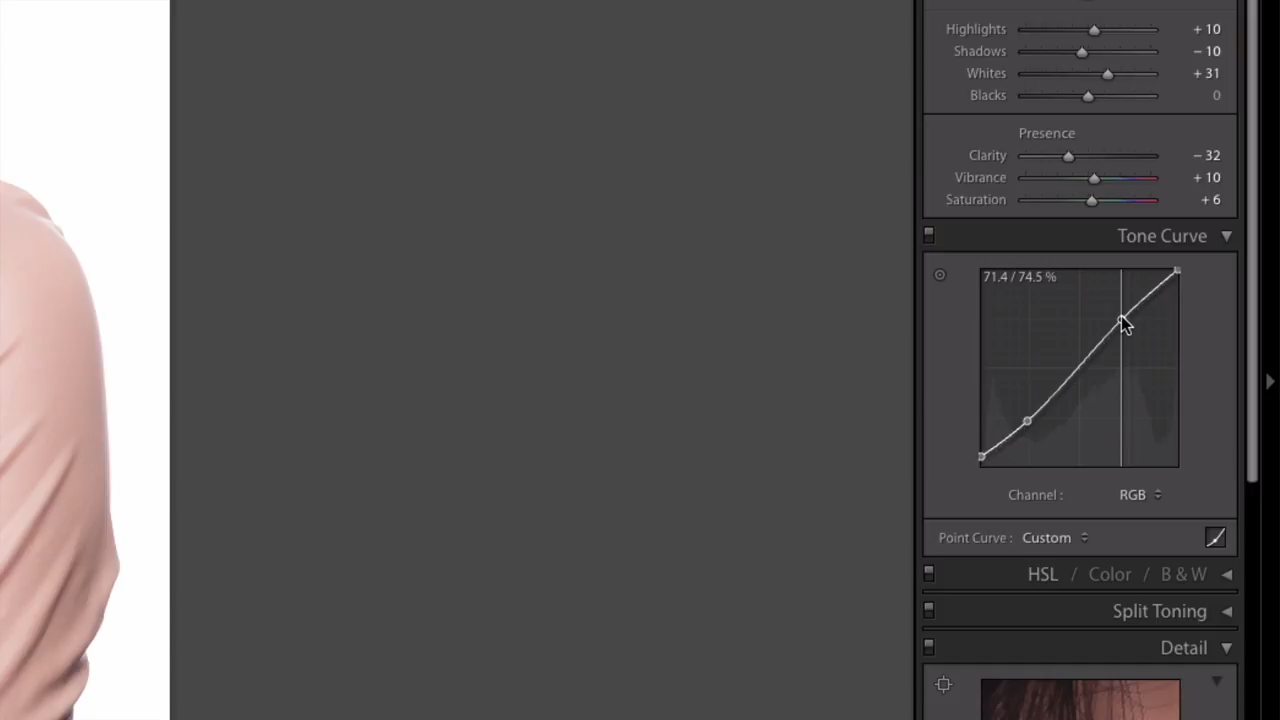 Highlights + 10
Shadows − 10
Whites + 31
Blacks 0
Presence
Clarity − 32
Vibrance + 10
Saturation + 6
Tone Curve
71.4 / 74.5 %
Channel : RGB
Point Curve : Custom
HSL / Color / B & W
Split Toning
Detail